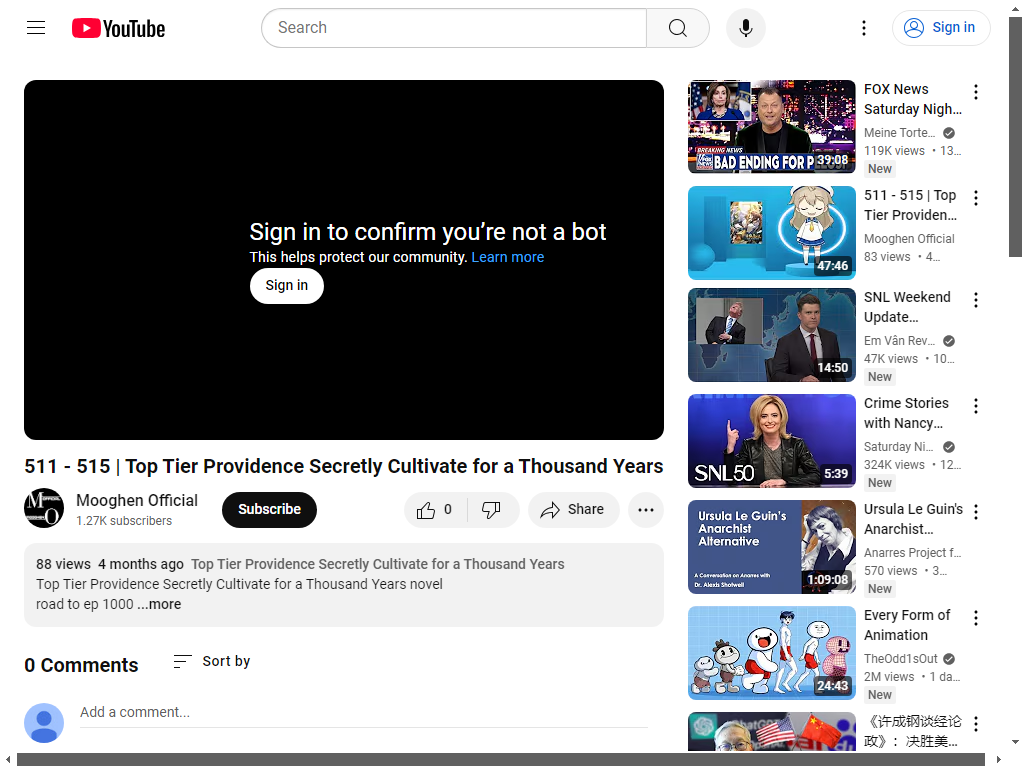 YouTube
Search
Sign in
Sign in to confirm you’re not a bot
This helps protect our community. Learn more
Sign in
511 - 515 | Top Tier Providence Secretly Cultivate for a Thousand Years
Mooghen Official
1.27K subscribers
Subscribe
0
Share
88 views 4 months ago Top Tier Providence Secretly Cultivate for a Thousand Years
Top Tier Providence Secretly Cultivate for a Thousand Years novel
road to ep 1000 ...more
0 Comments
Sort by
Add a comment...
BREAKING NEWS
39:08
FOX News
Saturday Nigh...
Meine Torte...
119K views • 13...
New
47:46
511 - 515 | Top
Tier Providen...
Mooghen Official
83 views • 4...
14:50
SNL Weekend
Update...
Em Vân Rev...
47K views • 10...
New
SNL50
5:39
Crime Stories
with Nancy...
Saturday Ni...
324K views • 12...
New
Ursula Le Guin’s
Anarchist
Alternative
A Conversation on Anarres with
Dr. Alexis Shotwell
1:09:08
Ursula Le Guin's
Anarchist...
Anarres Project f...
570 views • 3...
New
24:43
Every Form of
Animation
TheOdd1sOut
2M views • 1 da...
New
《许成钢谈经论
政》：决胜美...